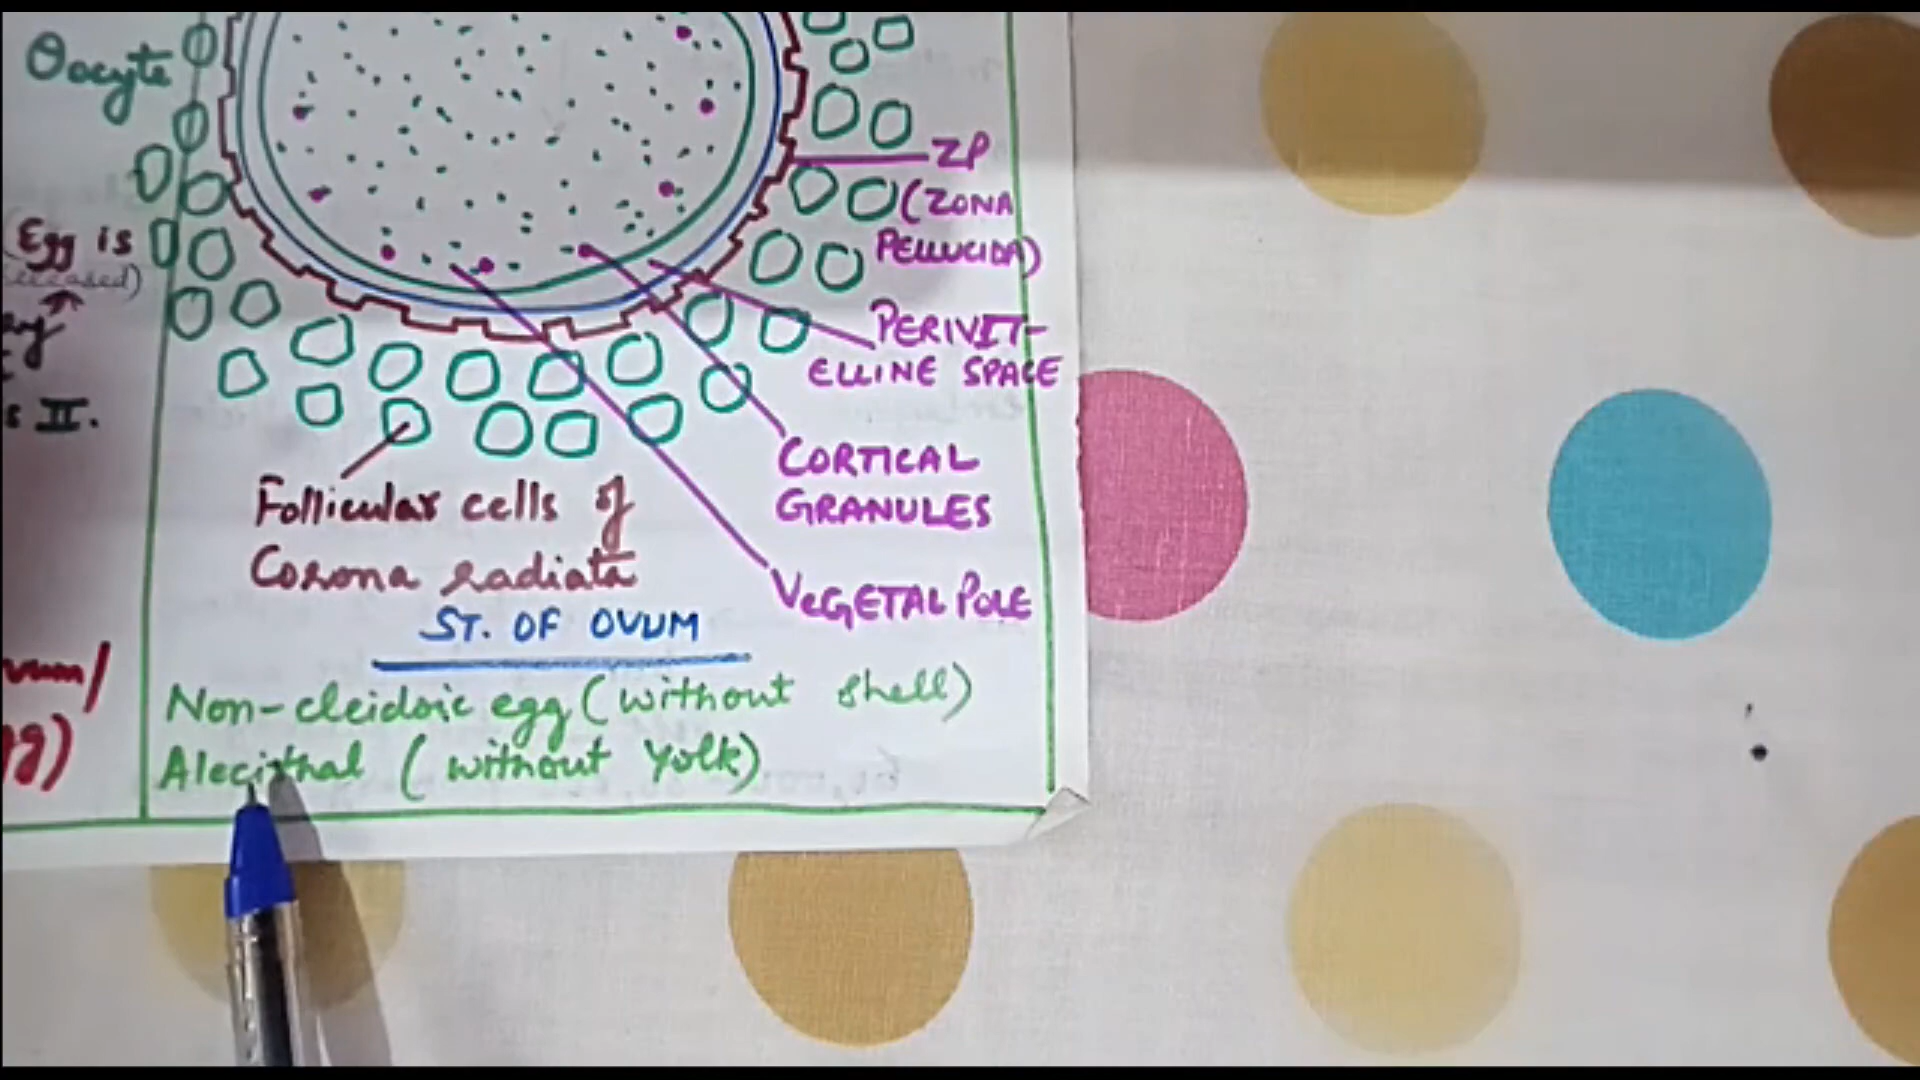 Oocyte
ZP
(ZONA
PELLUCIDA)
Egg is
PERIVIT-
ELLINE SPACE
II.
CORTICAL
GRANULES
Follicular cells of
Corona radiata
VEGETAL POLE
ST. OF OVUM
Non-cleidoic egg (without shell)
Alecithal (without Yolk)